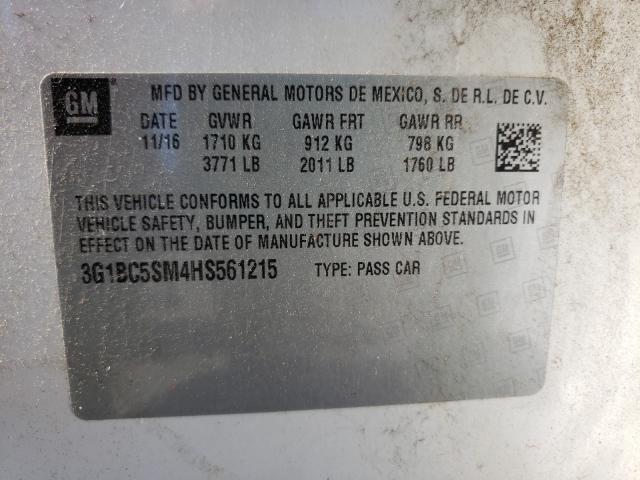 GM
MFD BY GENERAL MOTORS DE MEXICO, S. DE R.L. DE C.V.
DATE GVWR GAWR FRT GAWR RR
11/16 1710 KG 912 KG 798 KG
3771 LB 2011 LB 1760 LB
THIS VEHICLE CONFORMS TO ALL APPLICABLE U.S. FEDERAL MOTOR
VEHICLE SAFETY, BUMPER, AND THEFT PREVENTION STANDARDS IN
EFFECT ON THE DATE OF MANUFACTURE SHOWN ABOVE.
3G1BC5SM4HS561215 TYPE: PASS CAR